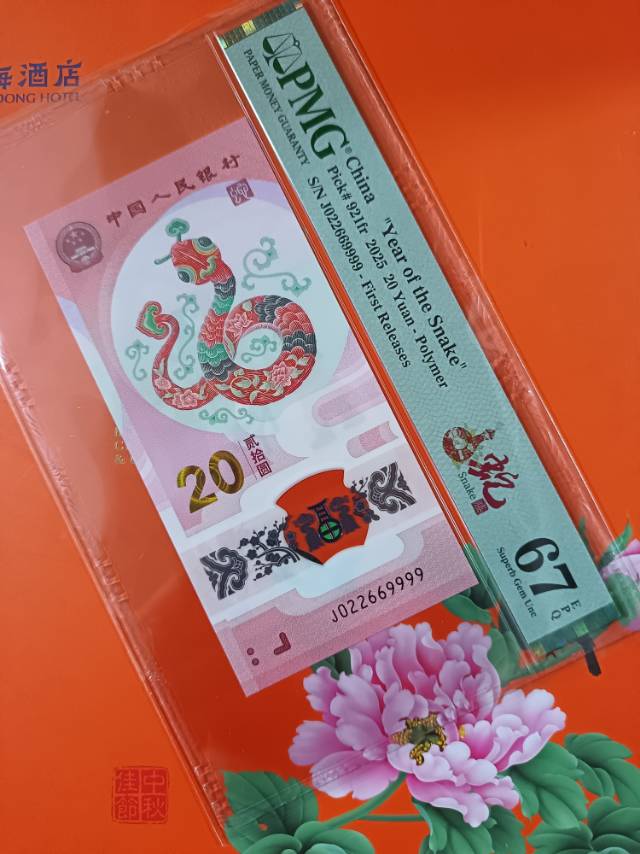 海酒店
DONG HOTEL
PMG®
PAPER MONEY GUARANTY
China "Year of the Snake"
Pick# 921fr 2025 20 Yuan - Polymer
S/N J022669999 - First Releases
蛇
Snake
67 EPQ
Superb Gem Unc
中国人民银行
20 贰拾圆
J022669999
中秋
佳節